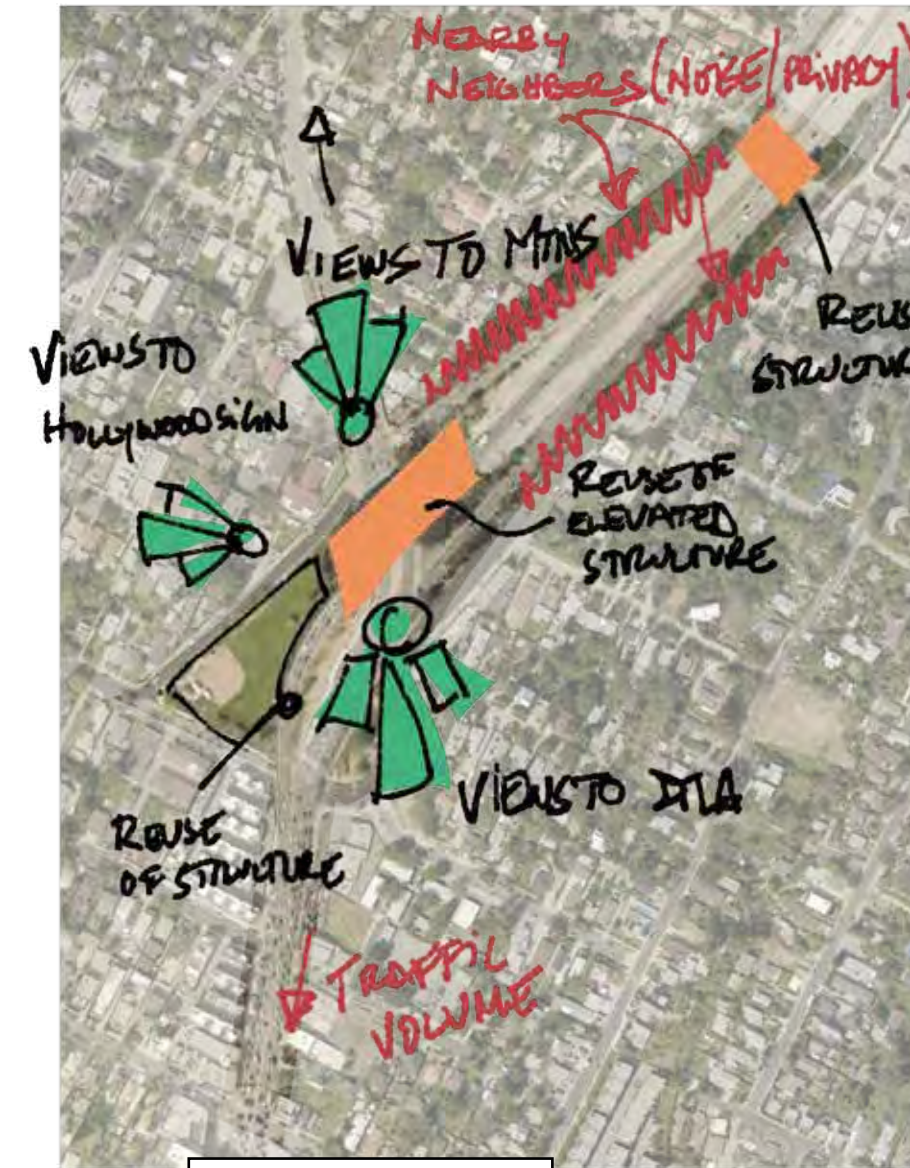 NEARBY
NEIGHBORS (NOISE/PRIVACY)
VIEWS TO MTNS
VIEWS TO
HOLLYWOOD SIGN
REUSE OF
ELEVATED
STRUCTURE
VIEWS TO DTLA
REUSE
OF STRUCTURE
TRAFFIC
VOLUME